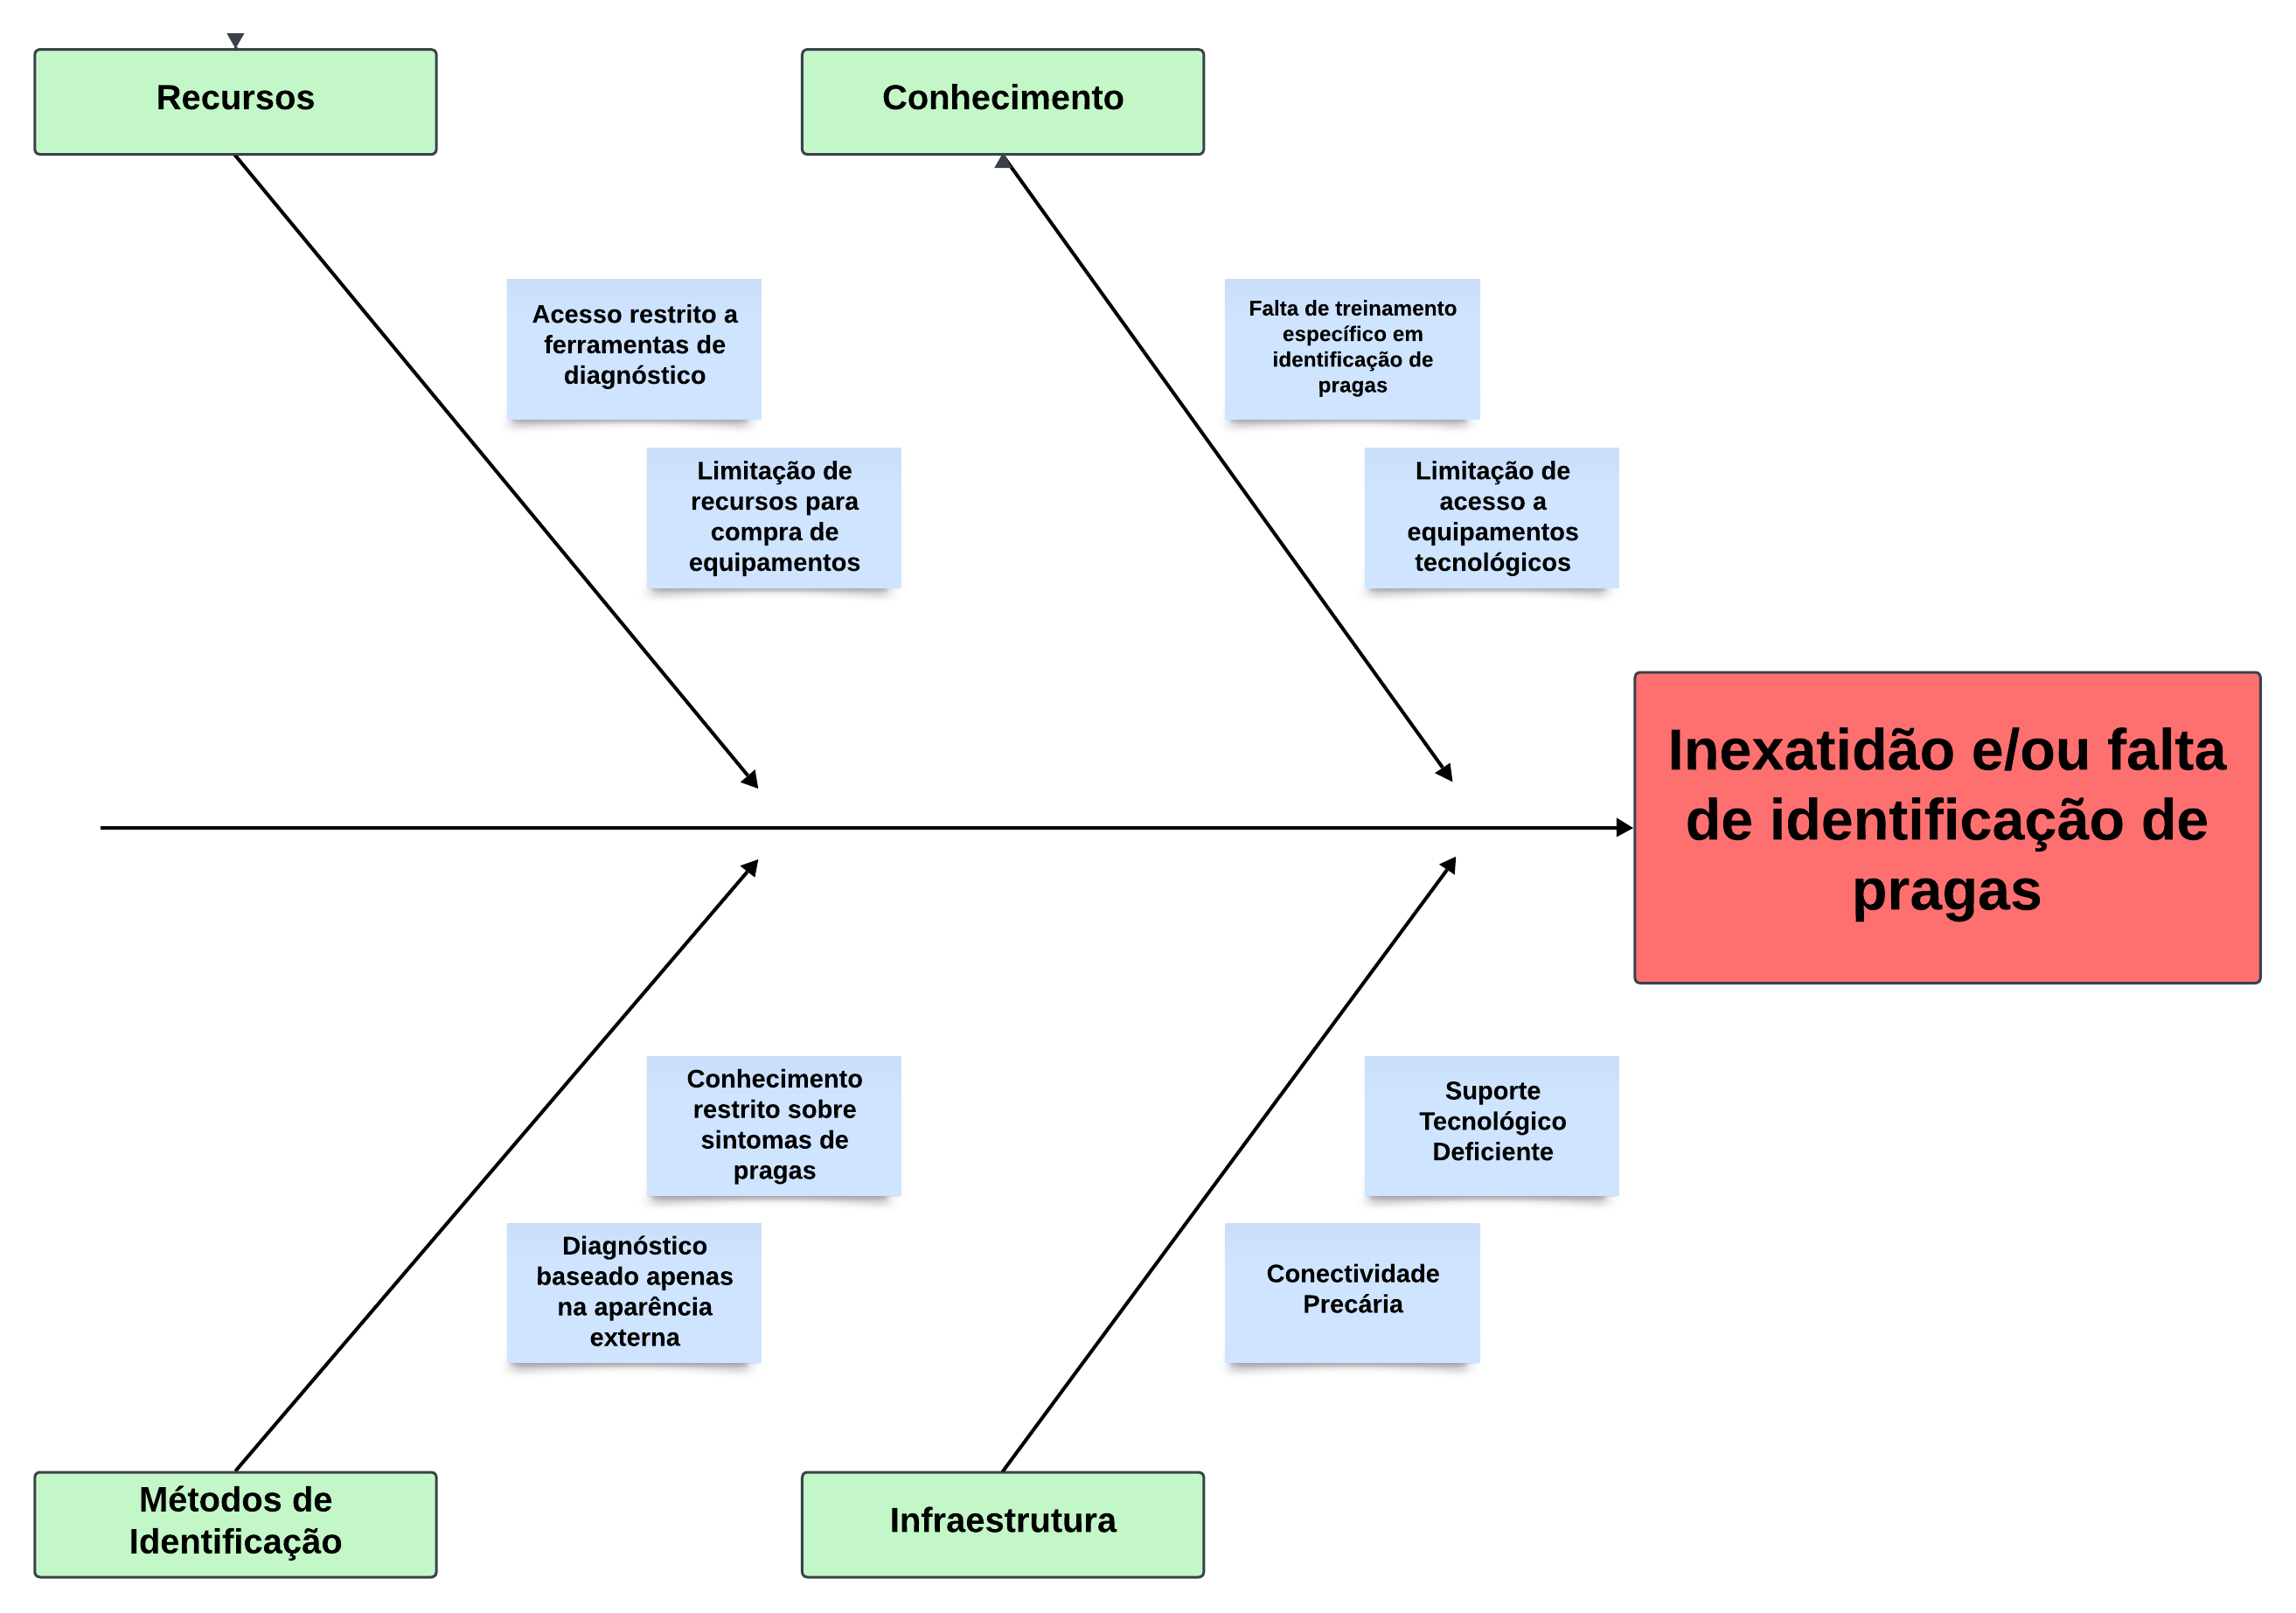 Recursos
Conhecimento
Acesso restrito a
ferramentas de
diagnóstico
Falta de treinamento
específico em
identificação de
pragas
Limitação de
recursos para
compra de
equipamentos
Limitação de
acesso a
equipamentos
tecnológicos
Inexatidão e/ou falta
de identificação de
pragas
Conhecimento
restrito sobre
sintomas de
pragas
Suporte
Tecnológico
Deficiente
Diagnóstico
baseado apenas
na aparência
externa
Conectividade
Precária
Métodos de
Identificação
Infraestrutura